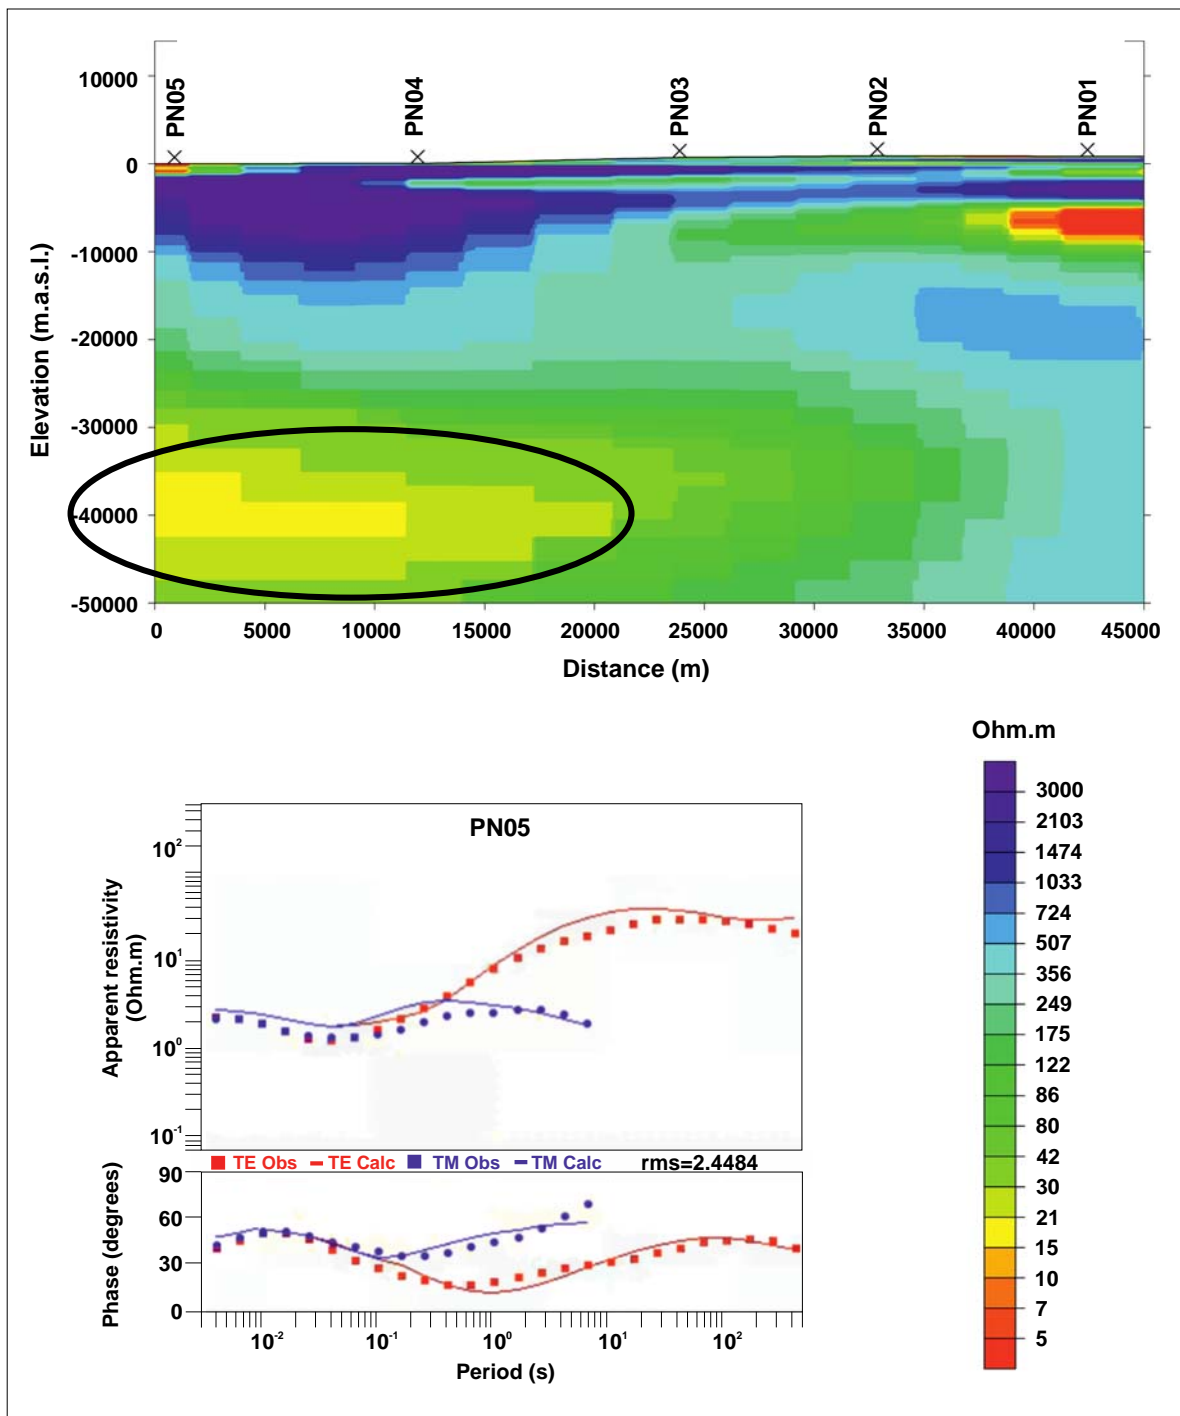 10000
0
-10000
-20000
-30000
-40000
-50000
Elevation (m.a.s.l.)
PN05
PN04
PN03
PN02
PN01
0 5000 10000 15000 20000 25000 30000 35000 40000 45000
Distance (m)
Ohm.m
3000
2103
1474
1033
724
507
356
249
175
122
86
80
42
30
21
15
10
7
5
PN05
10²
10¹
10⁰
10⁻¹
Apparent resistivity
(Ohm.m)
TE Obs TE Calc TM Obs TM Calc rms=2.4484
90
60
30
0
Phase (degrees)
10⁻² 10⁻¹ 10⁰ 10¹ 10²
Period (s)